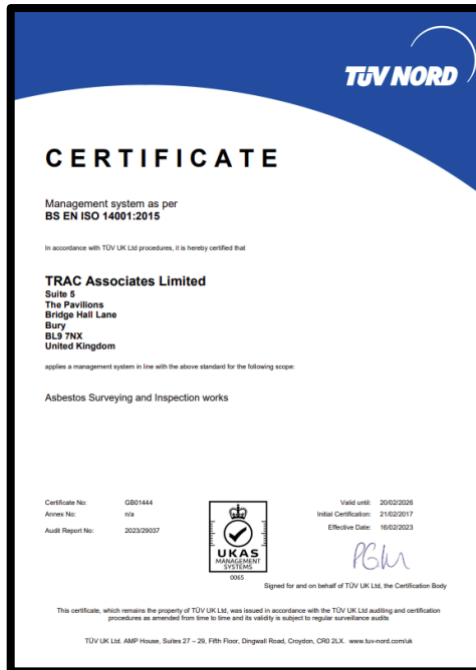 TÜV NORD
CERTIFICATE
Management system as per
BS EN ISO 14001:2015
In accordance with TÜV UK Ltd procedures, it is hereby certified that
TRAC Associates Limited
Suite 5
The Pavilions
Bridge Hall Lane
Bury
BL9 7NX
United Kingdom
applies a management system in line with the above standard for the following scope:
Asbestos Surveying and Inspection works
Certificate No: GB01444
Annex No: n/a
Audit Report No: 2023/29037
UKAS
MANAGEMENT
SYSTEMS
0065
Valid until: 20/02/2026
Initial Certification: 21/02/2017
Effective Date: 16/02/2023
Signed for and on behalf of TÜV UK Ltd, the Certification Body
This certificate, which remains the property of TÜV UK Ltd, was issued in accordance with the TÜV UK Ltd auditing and certification
procedures as amended from time to time and its validity is subject to regular surveillance audits
TÜV UK Ltd. AMP House, Suites 27 – 29, Fifth Floor, Dingwall Road, Croydon, CR0 2LX. www.tuv-nord.com/uk